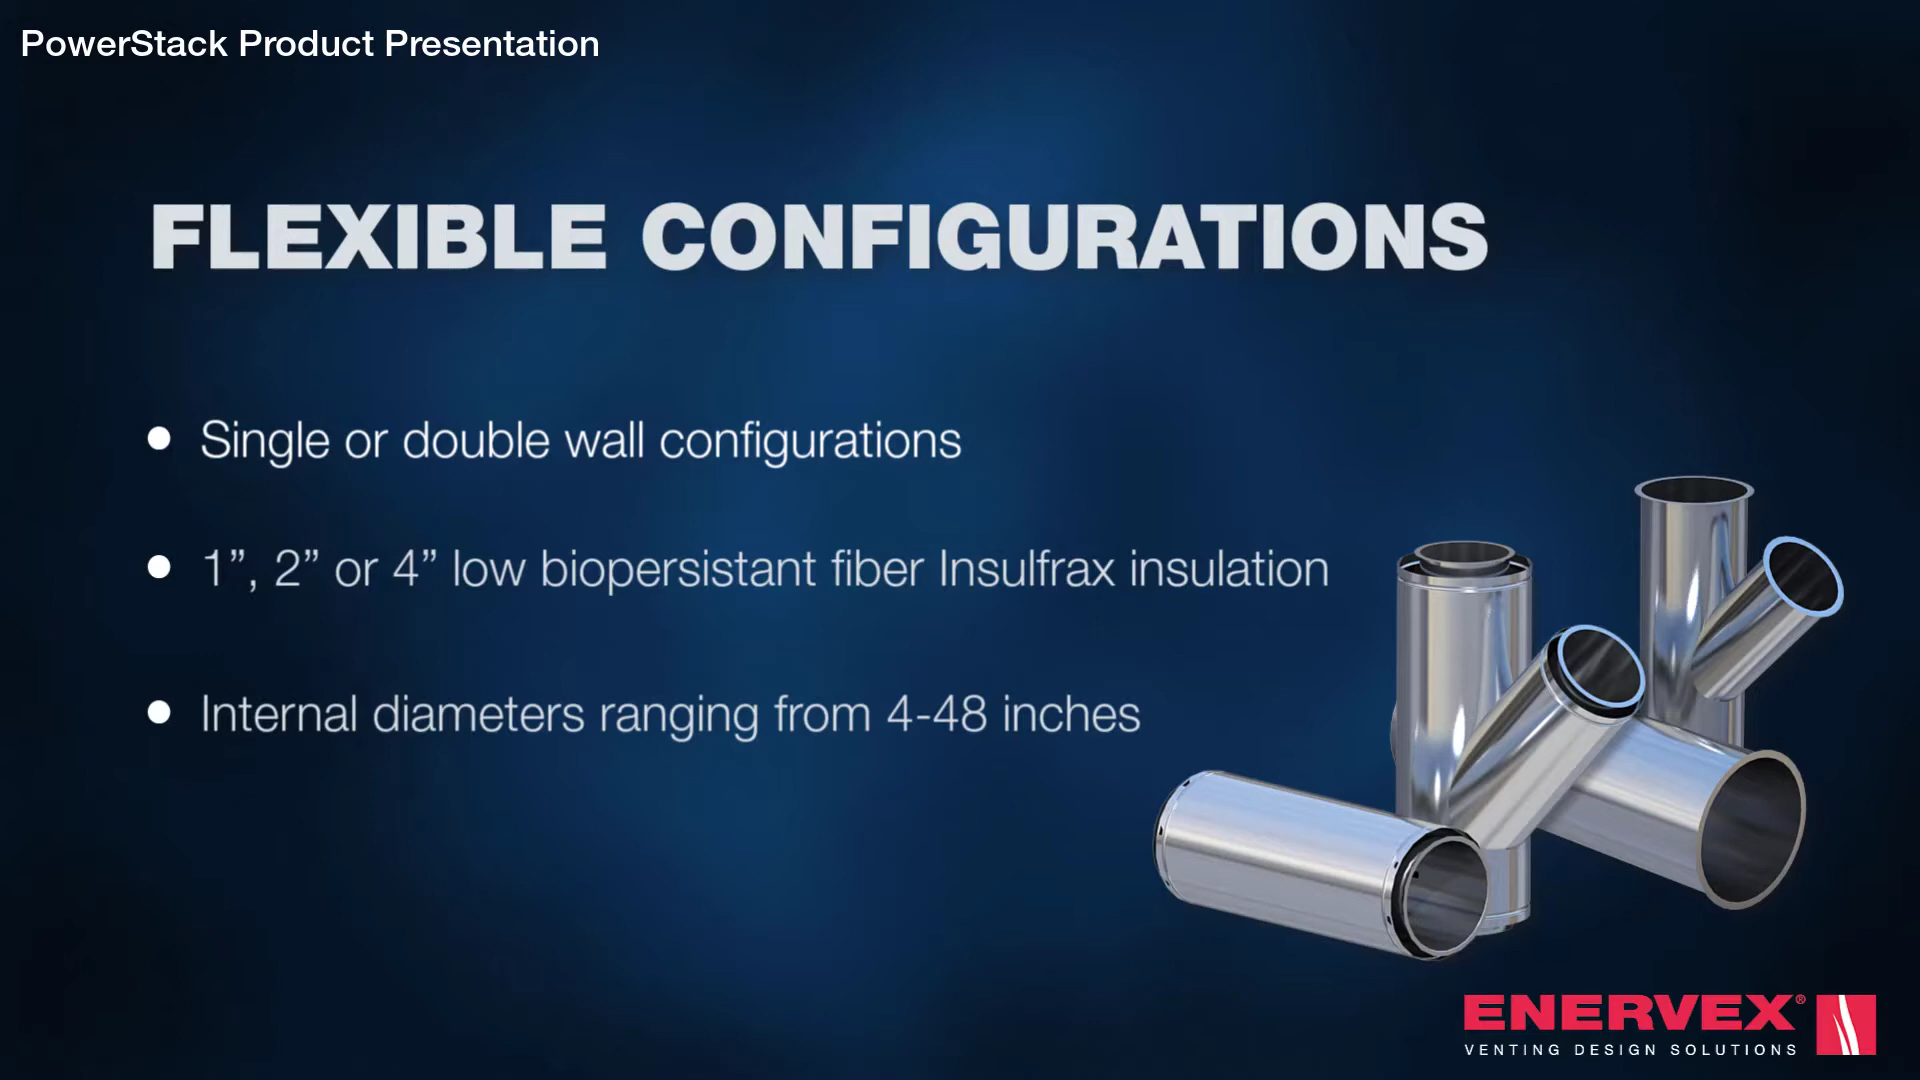 PowerStack Product Presentation
FLEXIBLE CONFIGURATIONS
● Single or double wall configurations
● 1”, 2” or 4” low biopersistant fiber Insulfrax insulation
● Internal diameters ranging from 4-48 inches
ENERVEX®
VENTING DESIGN SOLUTIONS